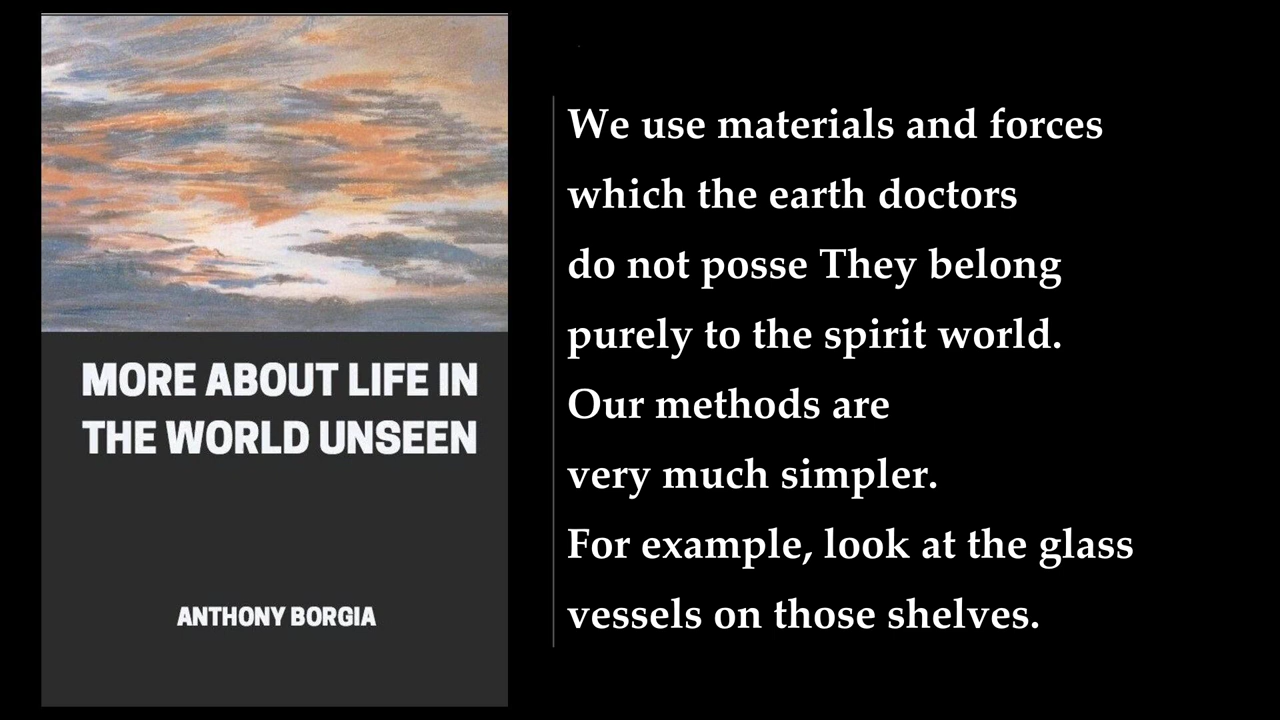 MORE ABOUT LIFE IN
THE WORLD UNSEEN
ANTHONY BORGIA
We use materials and forces
which the earth doctors
do not posse They belong
purely to the spirit world.
Our methods are
very much simpler.
For example, look at the glass
vessels on those shelves.